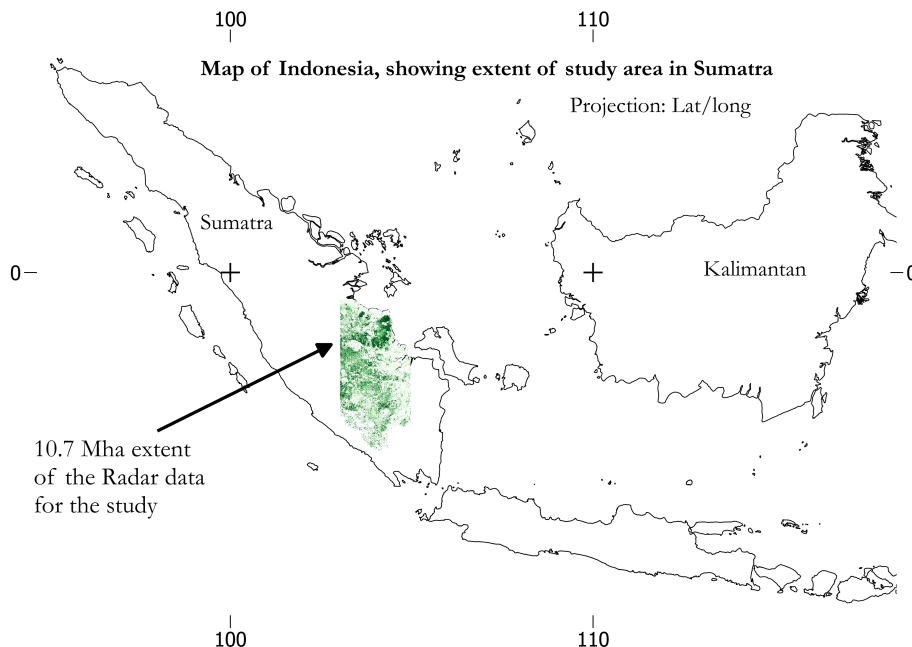 100 110
Map of Indonesia, showing extent of study area in Sumatra
Projection: Lat/long
Sumatra
0
Kalimantan
0
10.7 Mha extent
of the Radar data
for the study
100 110